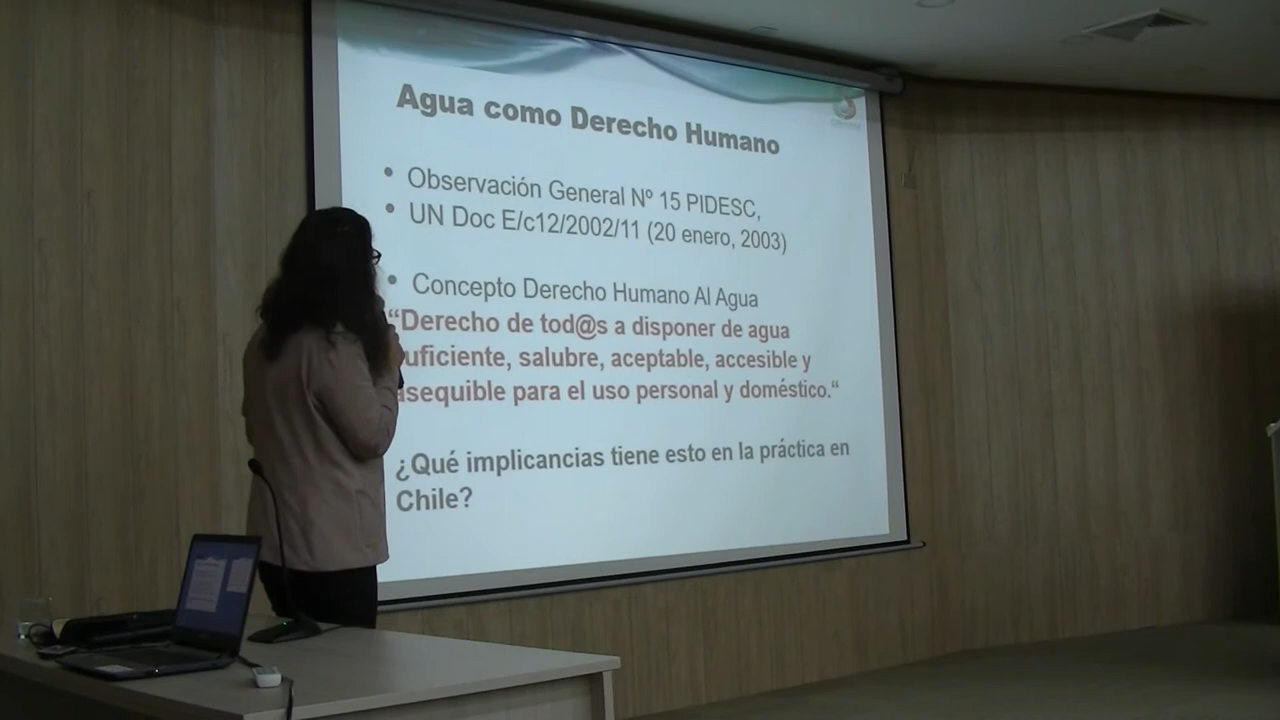 Agua como Derecho Humano
• Observación General Nº 15 PIDESC,
• UN Doc E/c12/2002/11 (20 enero, 2003)
• Concepto Derecho Humano Al Agua
“Derecho de tod@s a disponer de agua
uficiente, salubre, aceptable, accesible y
asequible para el uso personal y doméstico.“
¿Qué implicancias tiene esto en la práctica en
Chile?